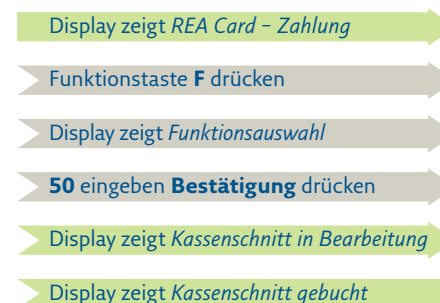 Display zeigt REA Card – Zahlung
Funktionstaste F drücken
Display zeigt Funktionsauswahl
50 eingeben Bestätigung drücken
Display zeigt Kassenschnitt in Bearbeitung
Display zeigt Kassenschnitt gebucht